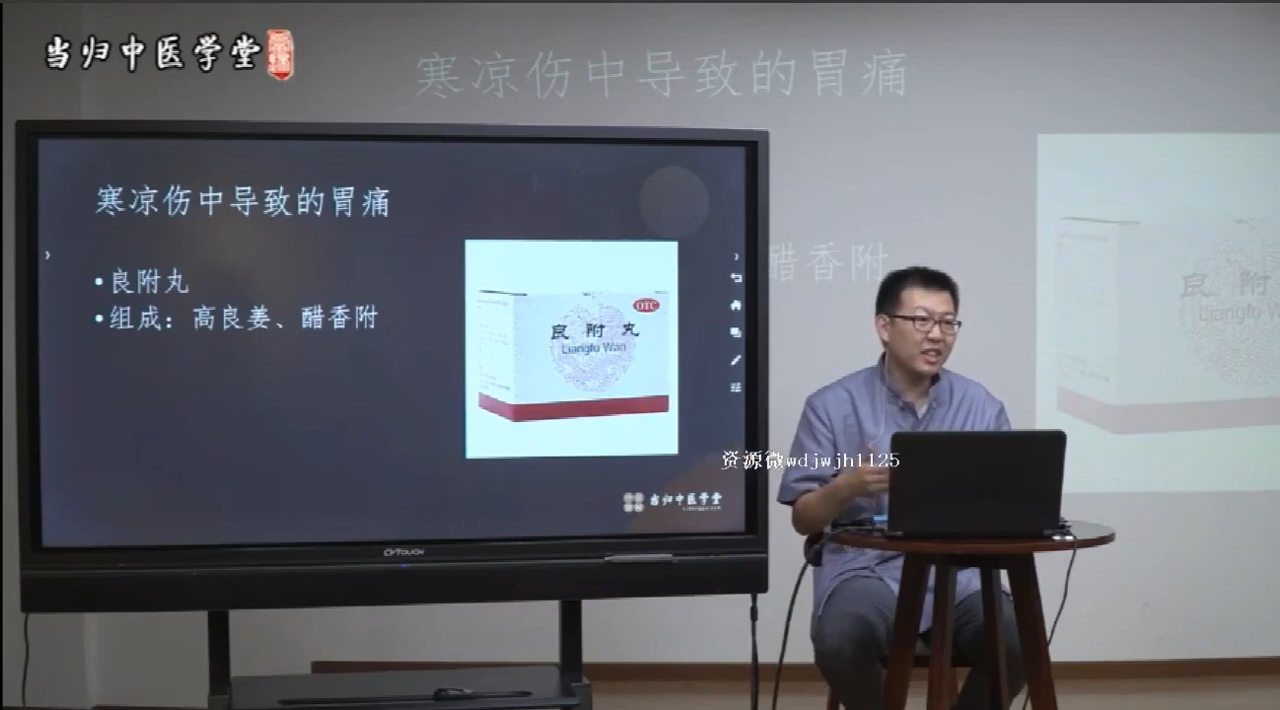 当归中医学堂
寒凉伤中导致的胃痛
寒凉伤中导致的胃痛
•良附丸
•组成：高良姜、醋香附
OTC
良附丸
Liangfu Wan
当归中医学堂
CVTOUCH
醋香附
良附
Liangfu W
资源微wdjwjh1125